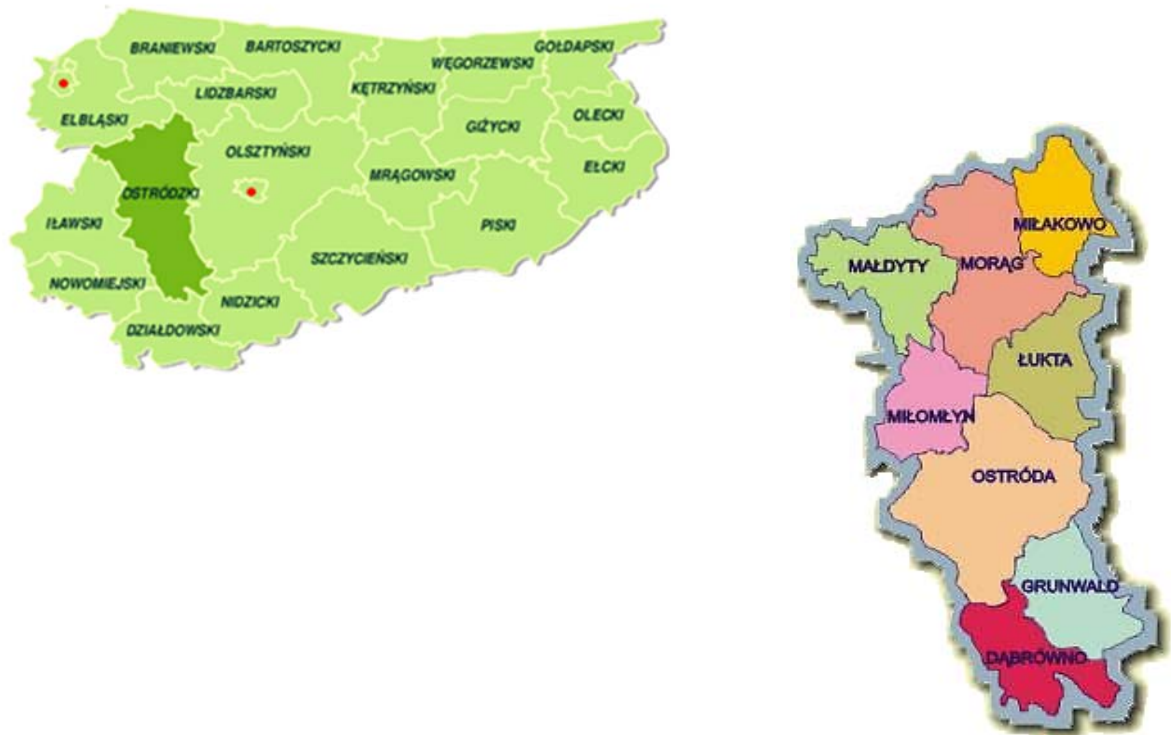 BRANIEWSKI
BARTOSZYCKI
GOŁDAPSKI
WĘGORZEWSKI
KĘTRZYŃSKI
LIDZBARSKI
ELBLĄSKI
GIŻYCKI
OLECKI
OLSZTYŃSKI
MRĄGOWSKI
EŁCKI
OSTRÓDZKI
IŁAWSKI
PISKI
SZCZYCIEŃSKI
NOWOMIEJSKI
NIDZICKI
DZIAŁDOWSKI
MIŁAKOWO
MAŁDYTY
MORĄG
ŁUKTA
MIŁOMŁYN
OSTRÓDA
GRUNWALD
DĄBRÓWNO